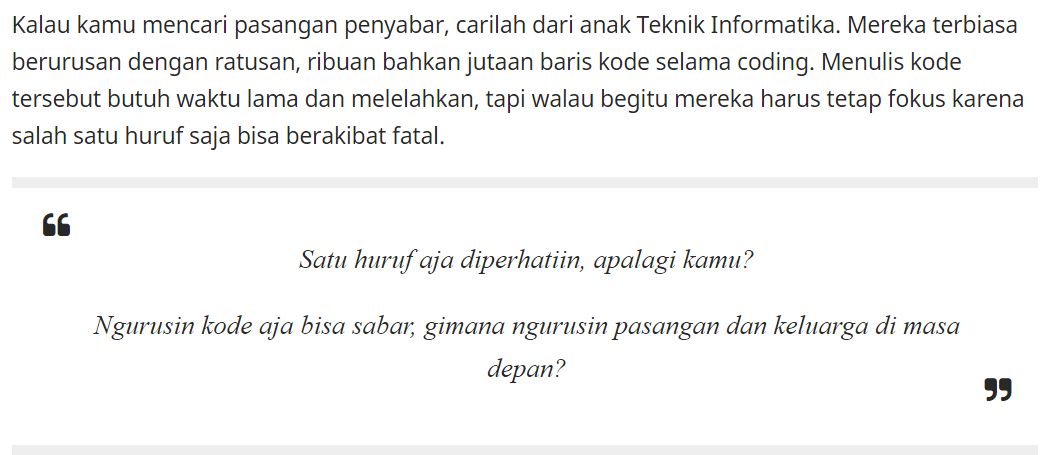 Kalau kamu mencari pasangan penyabar, carilah dari anak Teknik Informatika. Mereka terbiasa
berurusan dengan ratusan, ribuan bahkan jutaan baris kode selama coding. Menulis kode
tersebut butuh waktu lama dan melelahkan, tapi walau begitu mereka harus tetap fokus karena
salah satu huruf saja bisa berakibat fatal.
“
Satu huruf aja diperhatiin, apalagi kamu?
Ngurusin kode aja bisa sabar, gimana ngurusin pasangan dan keluarga di masa
depan?
”